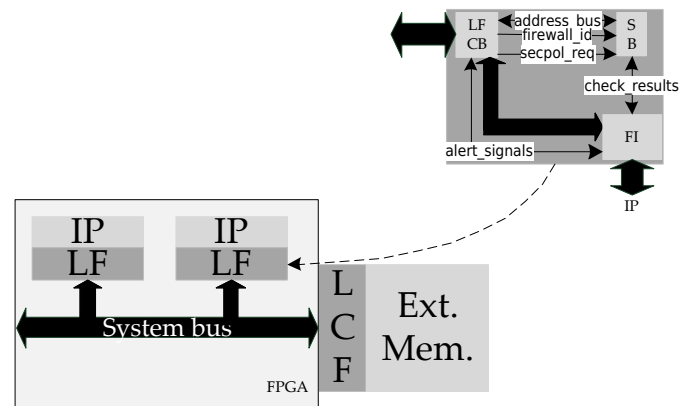 LF
CB
address_bus
firewall_id
secpol_req
S
B
check_results
FI
alert_signals
IP
IP
LF
IP
LF
System bus
FPGA
L
C
F
Ext.
Mem.